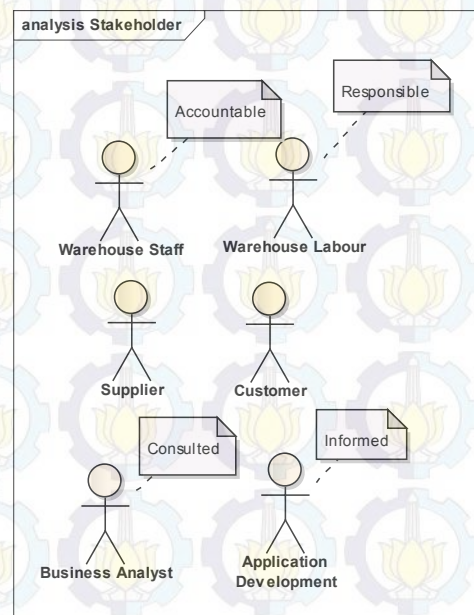 analysis Stakeholder
Accountable
Responsible
Warehouse Staff
Warehouse Labour
Supplier
Customer
Consulted
Informed
Business Analyst
Application
Development